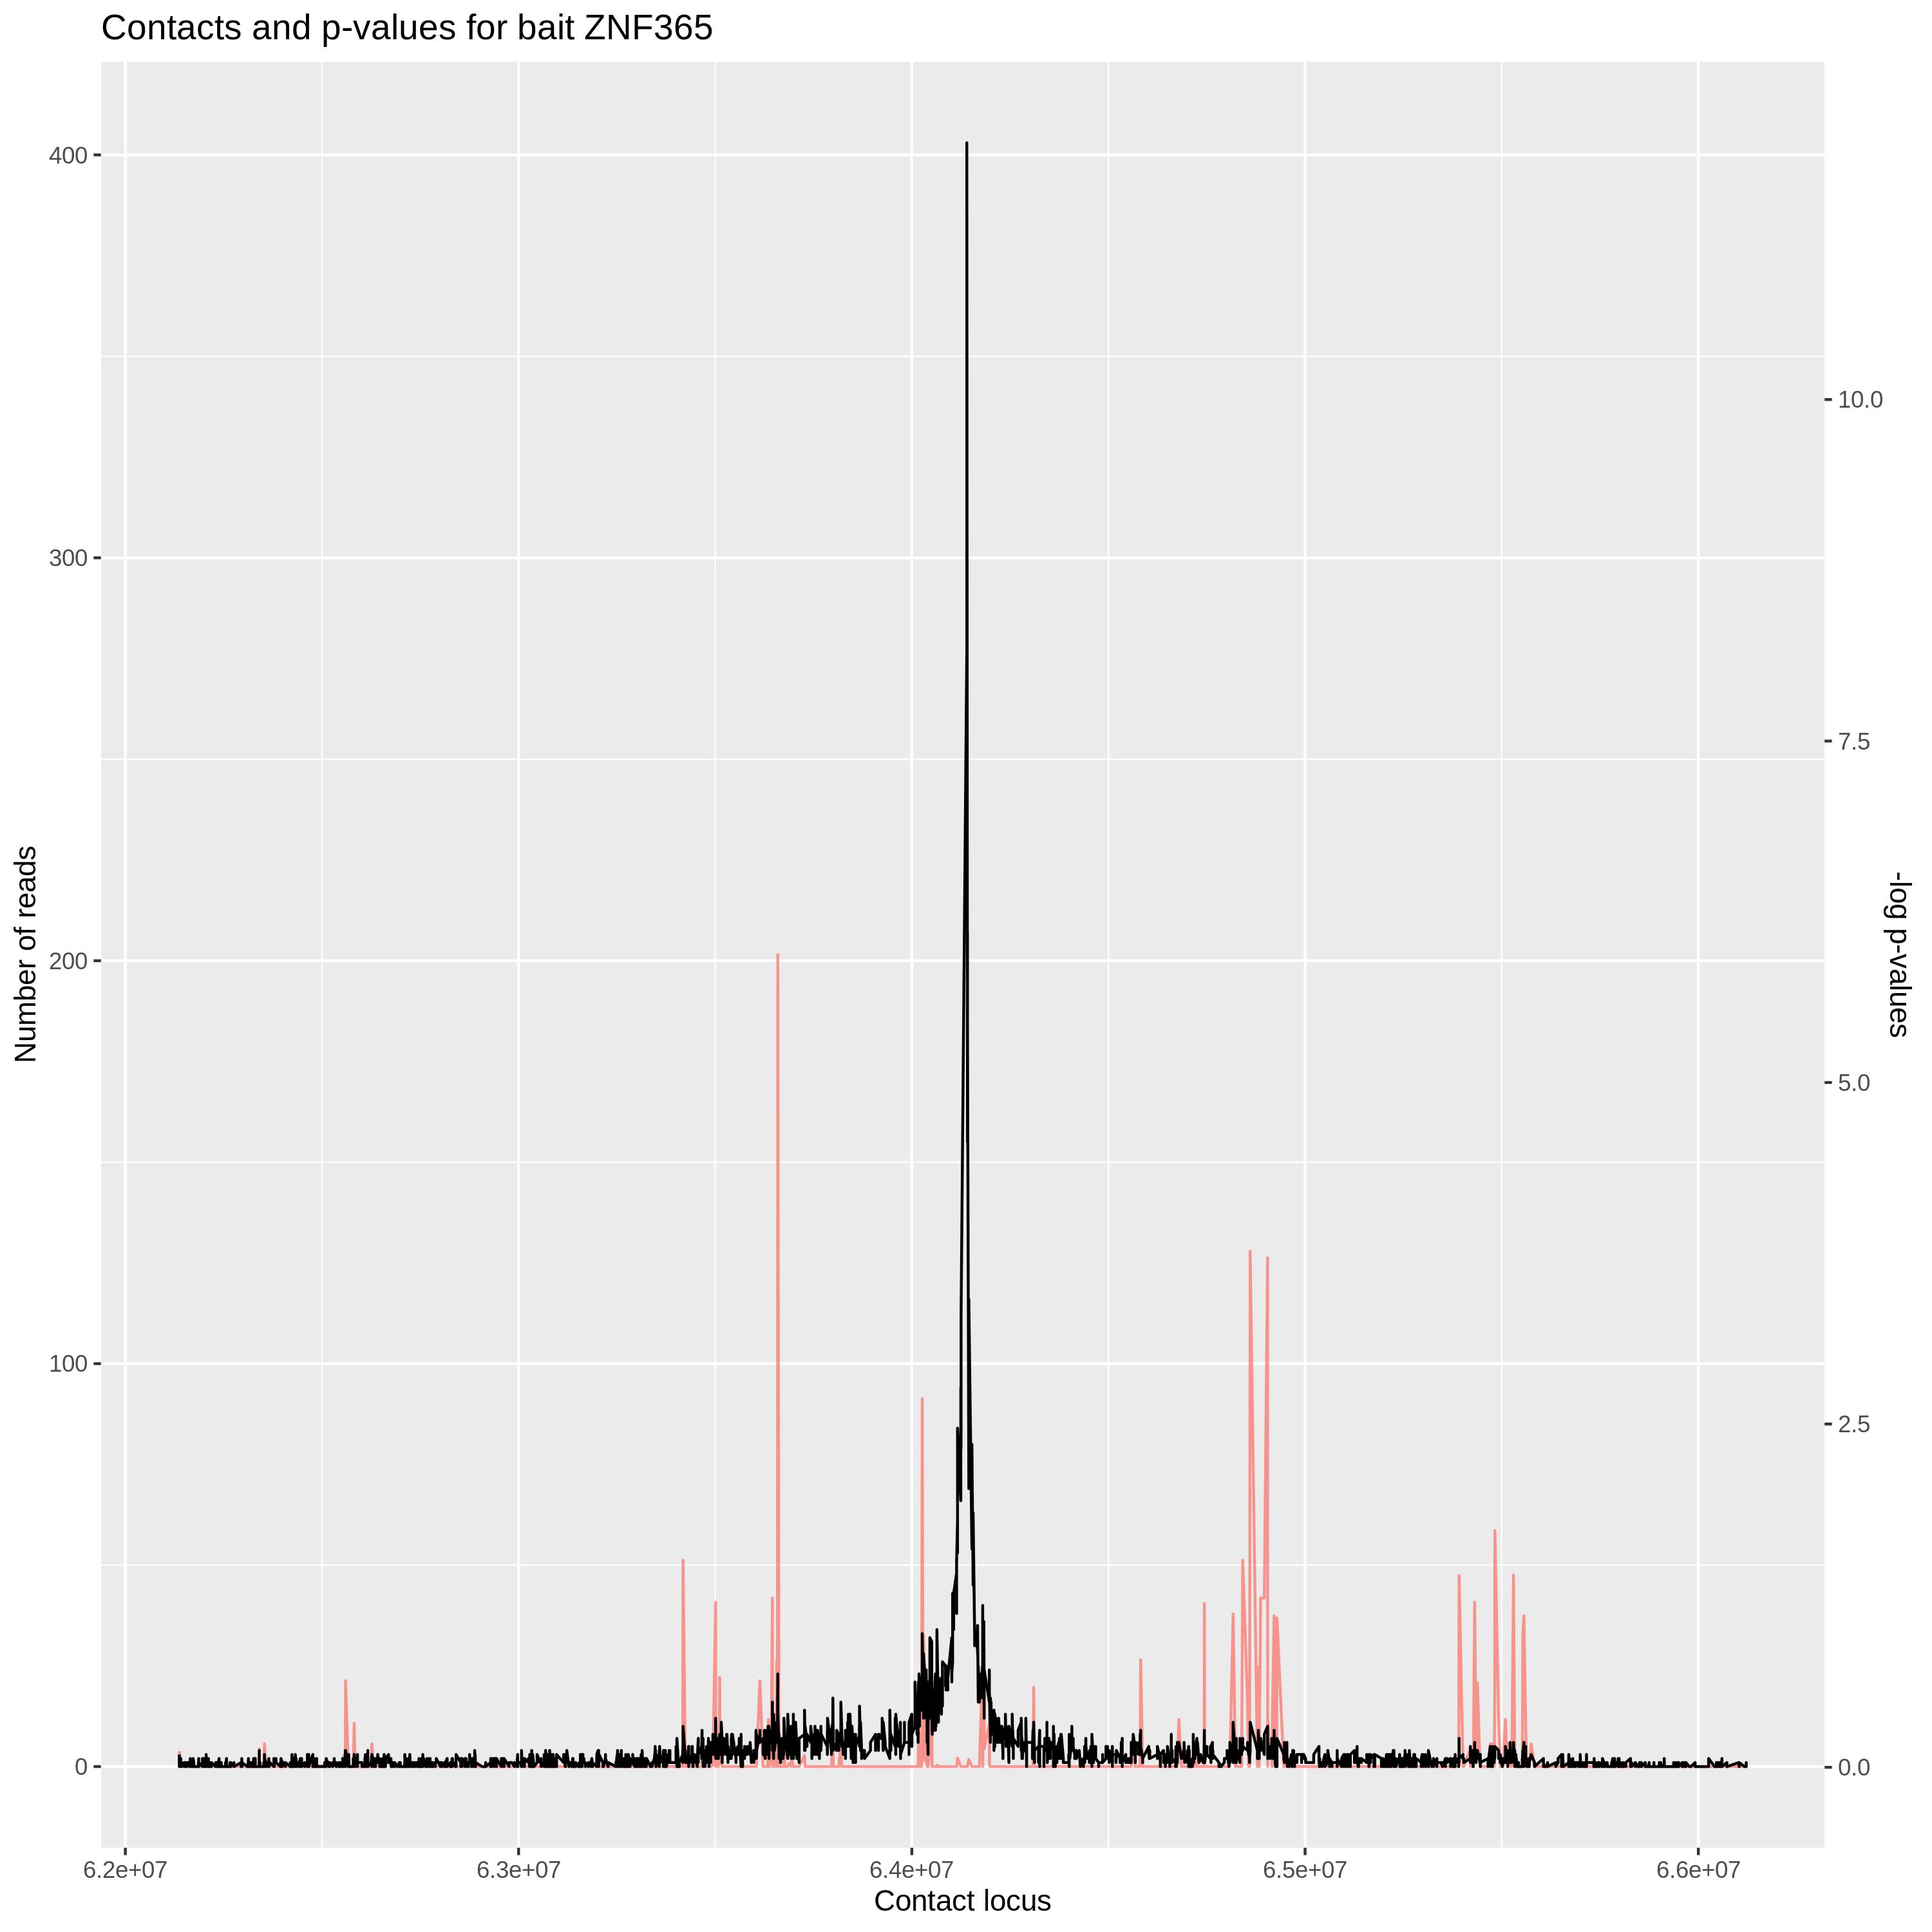 Contacts and p-values for bait ZNF365
400
300
200
100
0
Number of reads
10.0
7.5
5.0
2.5
0.0
-log p-values
6.2e+07
6.3e+07
6.4e+07
6.5e+07
6.6e+07
Contact locus